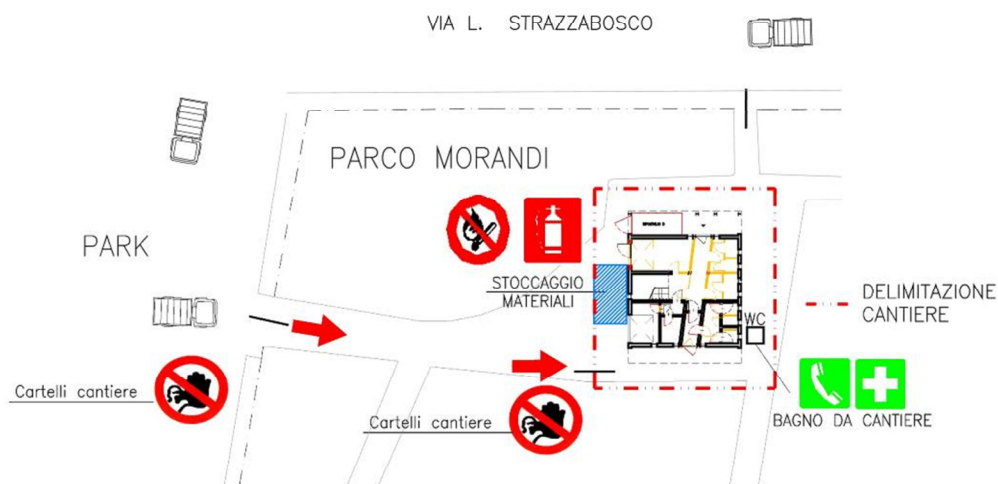 VIA L. STRAZZABOSCO
PARCO MORANDI
PARK
STOCCAGGIO
MATERIALI
DELIMITAZIONE
CANTIERE
WC
Cartelli cantiere
Cartelli cantiere
BAGNO DA CANTIERE